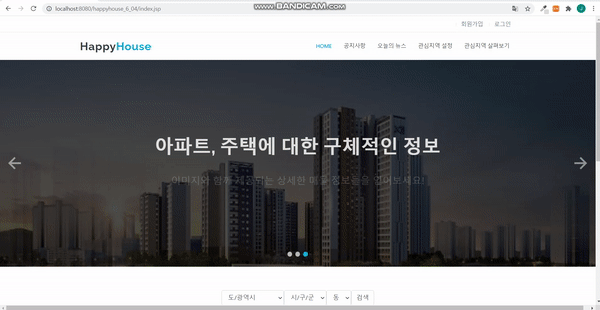 localhost:8080/happyhouse_6_04/index.jsp
www.BANDICAM.com
회원가입 로그인
HappyHouse
HOME 공지사항 오늘의 뉴스 관심지역 설정 관심지역 살펴보기
아파트, 주택에 대한 구체적인 정보
이미지와 함께 제공되는 상세한 매물 정보들을 얻어보세요!
도/광역시 시/구/군 동 검색